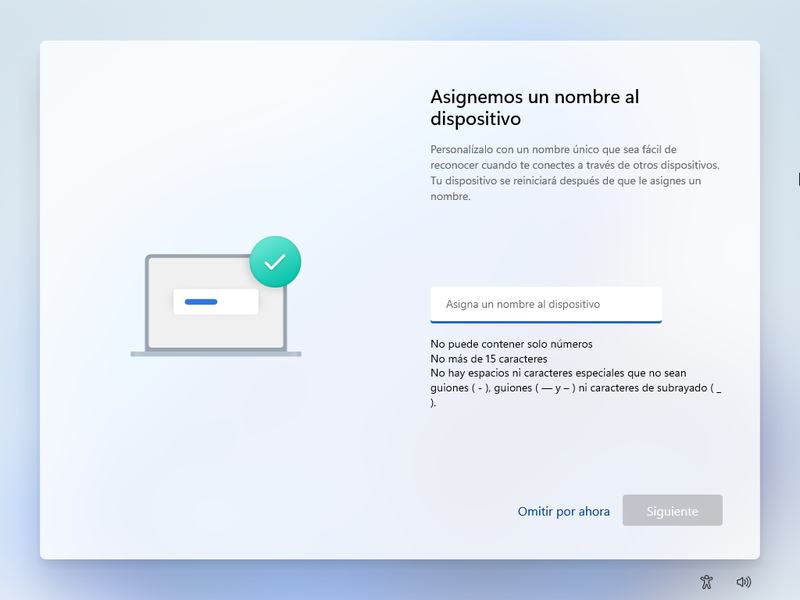 Asignemos un nombre al
dispositivo
Personalízalo con un nombre único que sea fácil de
reconocer cuando te conectes a través de otros dispositivos.
Tu dispositivo se reiniciará después de que le asignes un
nombre.
Asigna un nombre al dispositivo
No puede contener solo números
No más de 15 caracteres
No hay espacios ni caracteres especiales que no sean
guiones ( - ), guiones ( — y – ) ni caracteres de subrayado ( _
).
Omitir por ahora
Siguiente